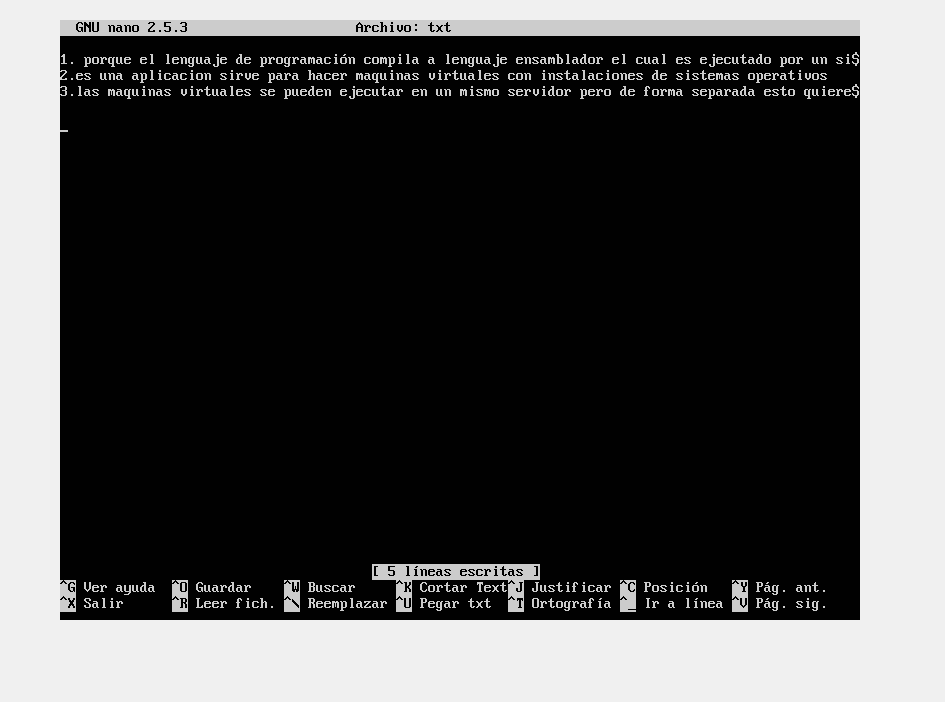 GNU nano 2.5.3 Archivo: txt
1. porque el lenguaje de programación compila a lenguaje ensamblador el cual es ejecutado por un si$
2.es una aplicacion sirve para hacer maquinas virtuales con instalaciones de sistemas operativos
3.las maquinas virtuales se pueden ejecutar en un mismo servidor pero de forma separada esto quiere$
[ 5 líneas escritas ]
^G Ver ayuda ^O Guardar ^W Buscar ^K Cortar Text ^J Justificar ^C Posición ^Y Pág. ant.
^X Salir ^R Leer fich. ^\ Reemplazar ^U Pegar txt ^T Ortografía ^_ Ir a línea ^V Pág. sig.